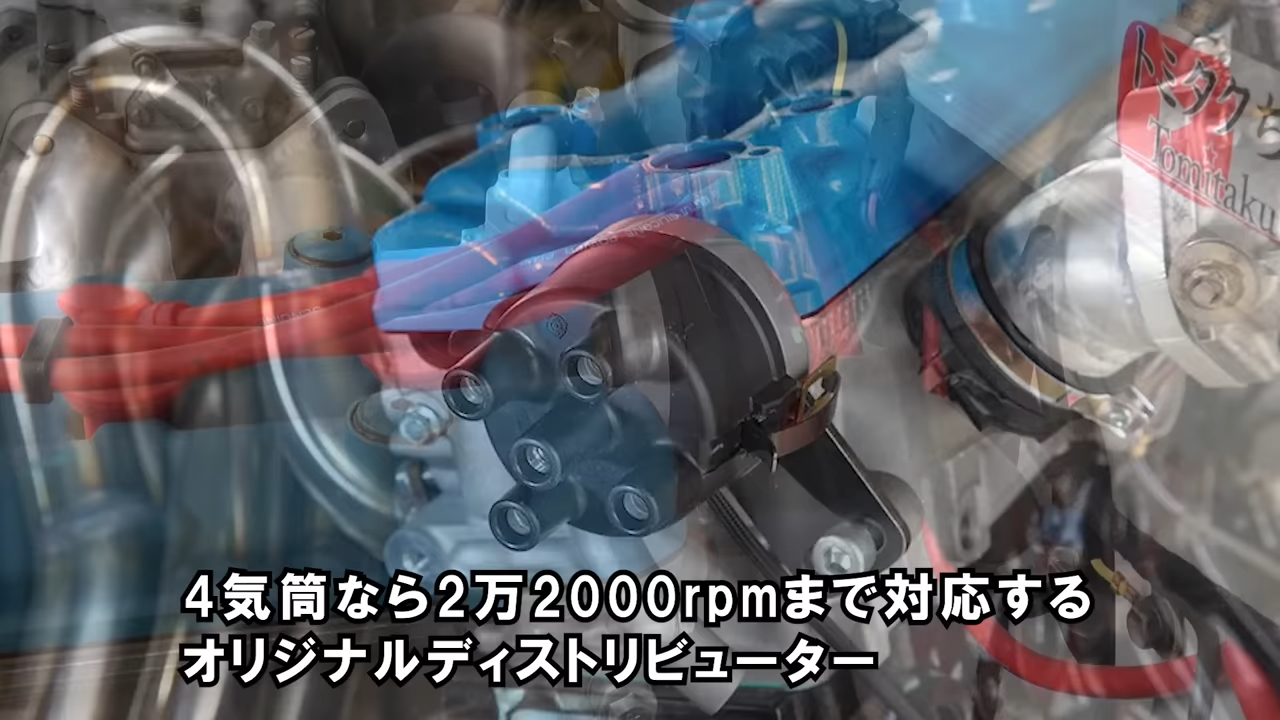 トミタクち
Tomitaku
4気筒なら2万2000rpmまで対応する
オリジナルディストリビューター